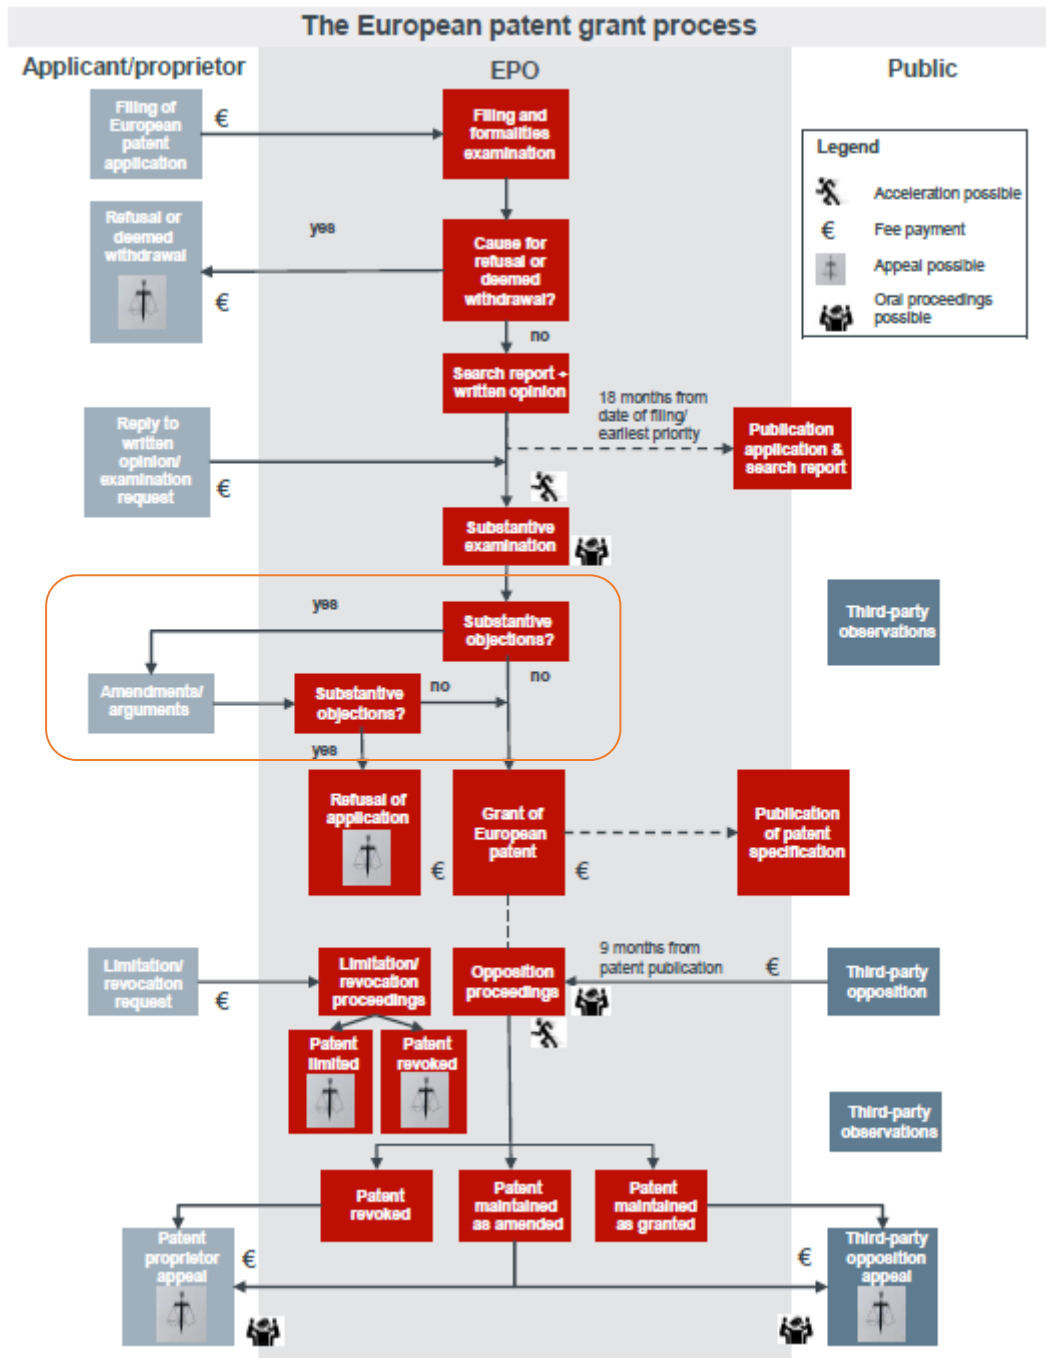 The European patent grant process
Applicant/proprietor
EPO
Public
Filing of
European
patent
application
€
Filing and
formalities
examination
Legend
Acceleration possible
€
Fee payment
Appeal possible
Oral proceedings
possible
Refusal or
deemed
withdrawal
yes
€
Cause for
refusal or
deemed
withdrawal?
no
Search report +
written opinion
18 months from
date of filing/
earliest priority
Publication
application &
search report
Reply to
written
opinion/
examination
request
€
Substantive
examination
yes
Substantive
objections?
no
Third-party
observations
Amendments/
arguments
Substantive
objections?
no
yes
Refusal of
application
€
Grant of
European
patent
€
Publication
of patent
specification
Limitation/
revocation
request
€
Limitation/
revocation
proceedings
Opposition
proceedings
9 months from
patent publication
€
Third-party
opposition
Patent
limited
Patent
revoked
Third-party
observations
Patent
revoked
Patent
maintained
as amended
Patent
maintained
as granted
Patent
proprietor
appeal
€
€
Third-party
opposition
appeal